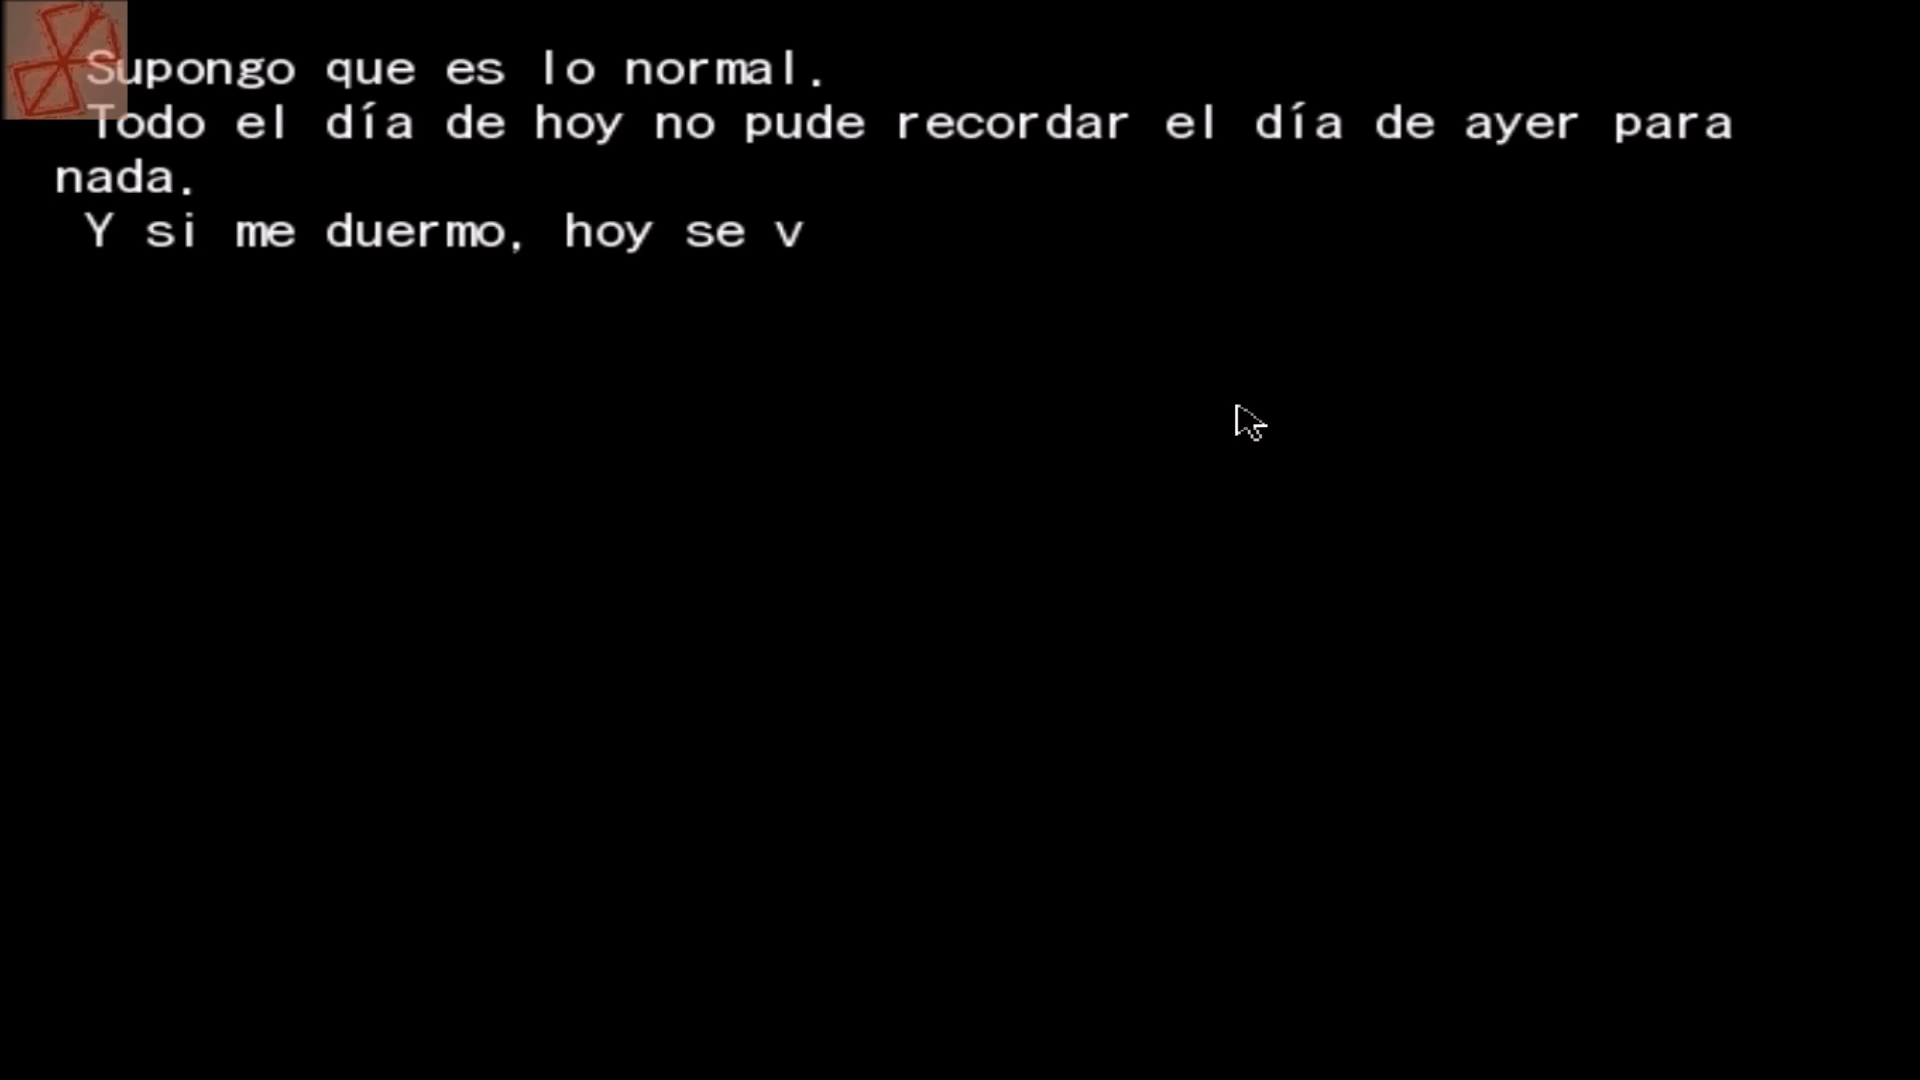 Supongo que es lo normal.
Todo el día de hoy no pude recordar el día de ayer para
nada.
Y si me duermo, hoy se v